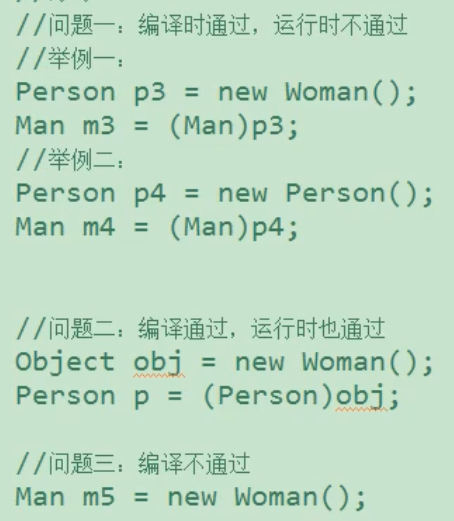 //问题一：编译时通过，运行时不通过
//举例一：
Person p3 = new Woman();
Man m3 = (Man)p3;
//举例二：
Person p4 = new Person();
Man m4 = (Man)p4;
//问题二：编译通过，运行时也通过
Object obj = new Woman();
Person p = (Person)obj;
//问题三：编译不通过
Man m5 = new Woman();